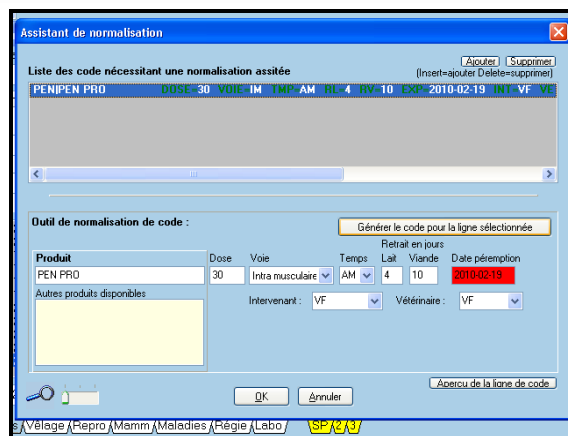 Assistant de normalisation
Ajouter Supprimer
Liste des code nécessitant une normalisation assitée
(Insert=ajouter Delete=supprimer)
PEN|PEN PRO DOSE=30 VOIE=IM TMP=AM RL=4 RV=10 EXP=2010-02-19 INT=VF VE
Outil de normalisation de code :
Générer le code pour la ligne sélectionnée
Retrait en jours
Produit Dose Voie Temps Lait Viande Date péremption
PEN PRO 30 Intra musculaire AM 4 10 2010-02-19
Autres produits disponibles
Intervenant : VF Vétérinaire : VF
Aperçu de la ligne de code
OK Annuler
s Vêlage Repro Mamm Maladies Régie Labo SP 2 3